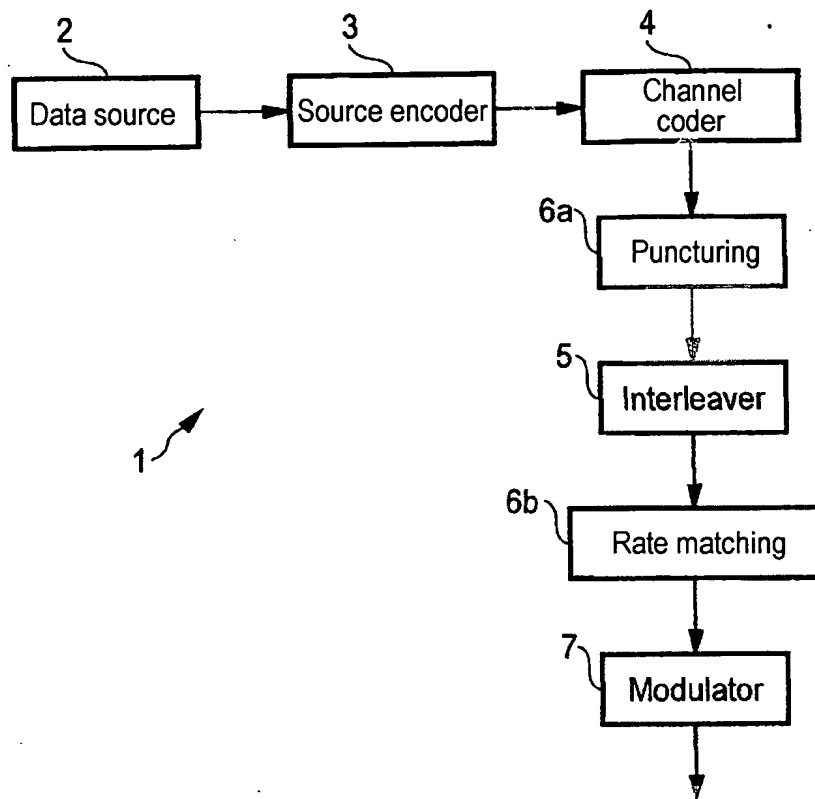 2
Data source
3
Source encoder
4
Channel
coder
6a
Puncturing
5
Interleaver
1
6b
Rate matching
7
Modulator